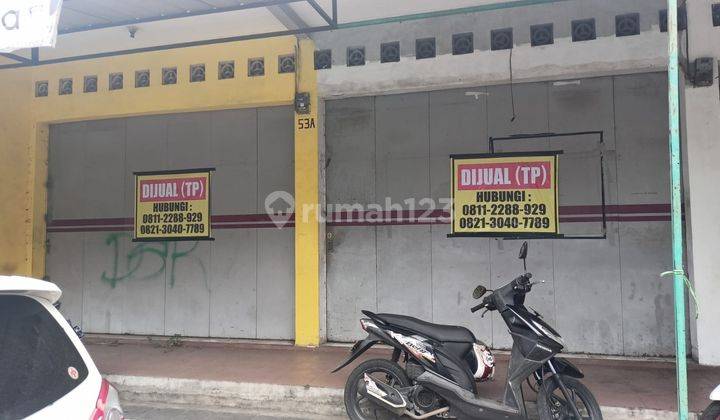 a
53A
DIJUAL (TP)
HUBUNGI :
0811-2288-929
0821-3040-7789
DIJUAL (TP)
HUBUNGI :
0811-2288-929
0821-3040-7789
rumah123